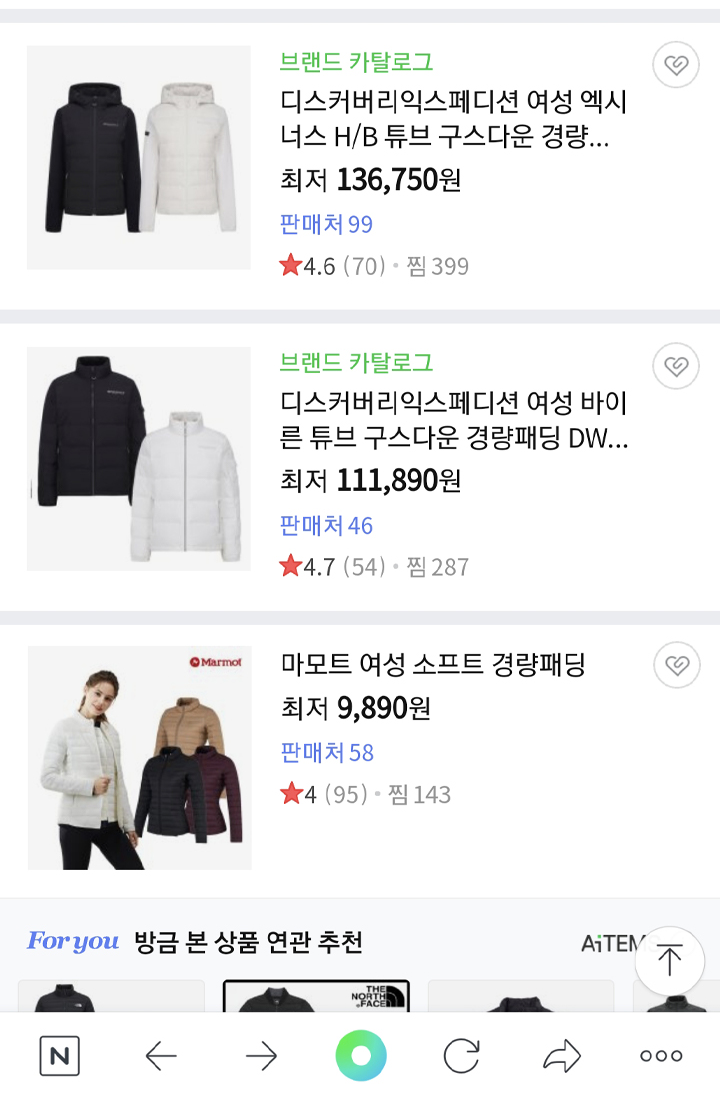 브랜드 카탈로그
디스커버리익스페디션 여성 엑시
너스 H/B 튜브 구스다운 경량...
최저 136,750원
판매처 99
★4.6 (70) • 찜 399
브랜드 카탈로그
디스커버리익스페디션 여성 바이
른 튜브 구스다운 경량패딩 DW...
최저 111,890원
판매처 46
★4.7 (54) • 찜 287
Marmot
마모트 여성 소프트 경량패딩
최저 9,890원
판매처 58
★4 (95) • 찜 143
For you 방금 본 상품 연관 추천
AiTEM
THE
NORTH
FACE
N